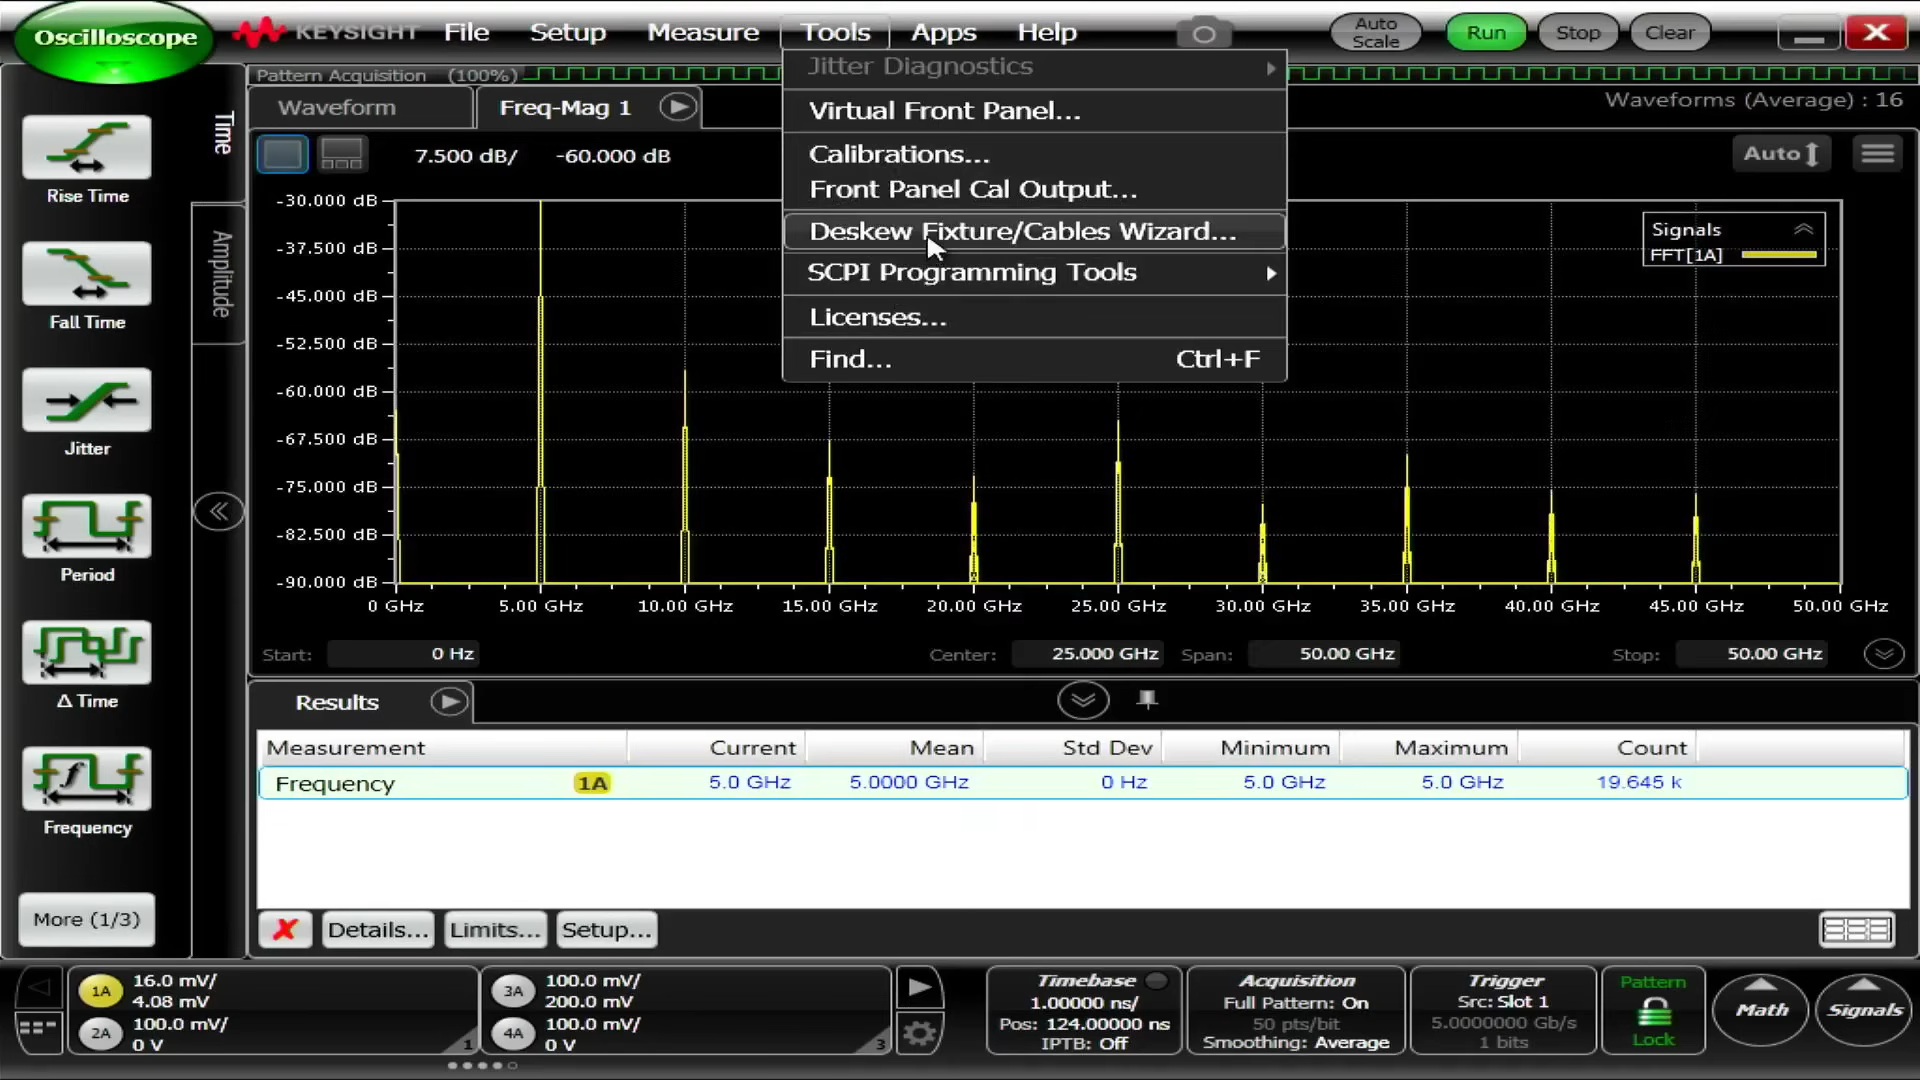 Oscilloscope
KEYSIGHT
File Setup Measure Tools Apps Help
Auto
Scale
Run
Stop
Clear
X
Pattern Acquisition (100%)
Waveforms (Average) : 16
Waveform
Freq-Mag 1
Jitter Diagnostics
Virtual Front Panel...
Calibrations...
Front Panel Cal Output...
Deskew Fixture/Cables Wizard...
SCPI Programming Tools
Licenses...
Find... Ctrl+F
Time
Amplitude
Rise Time
Fall Time
Jitter
Period
Δ Time
f
Frequency
More (1/3)
7.500 dB/ -60.000 dB
Auto
Signals
FFT[1A]
-30.000 dB
-37.500 dB
-45.000 dB
-52.500 dB
-60.000 dB
-67.500 dB
-75.000 dB
-82.500 dB
-90.000 dB
0 GHz 5.00 GHz 10.00 GHz 15.00 GHz 20.00 GHz 25.00 GHz 30.00 GHz 35.00 GHz 40.00 GHz 45.00 GHz 50.00 GHz
Start: 0 Hz Center: 25.000 GHz Span: 50.00 GHz Stop: 50.00 GHz
Results
Measurement Current Mean Std Dev Minimum Maximum Count
Frequency 1A 5.0 GHz 5.0000 GHz 0 Hz 5.0 GHz 5.0 GHz 19.645 k
Details... Limits... Setup...
1A 16.0 mV/
4.08 mV
2A 100.0 mV/
0 V
1
3A 100.0 mV/
200.0 mV
4A 100.0 mV/
0 V
3
Timebase
1.00000 ns/
Pos: 124.00000 ns
IPTB: Off
Acquisition
Full Pattern: On
50 pts/bit
Smoothing: Average
Trigger
Src: Slot 1
5.0000000 Gb/s
1 bits
Pattern
Lock
Math
Signals